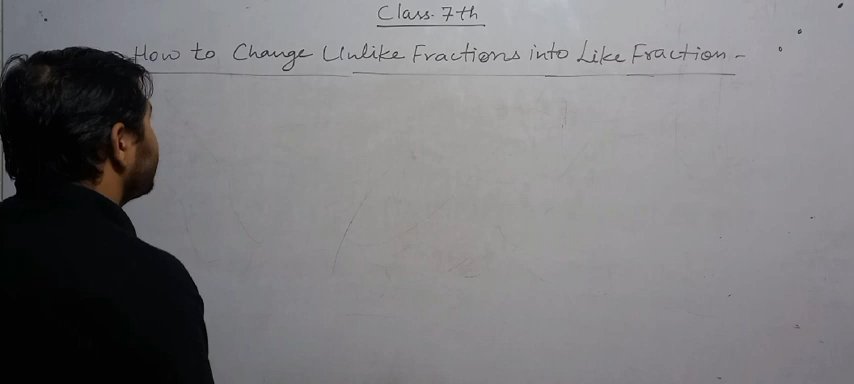 Class. 7th
How to Change Unlike Fractions into Like Fraction -